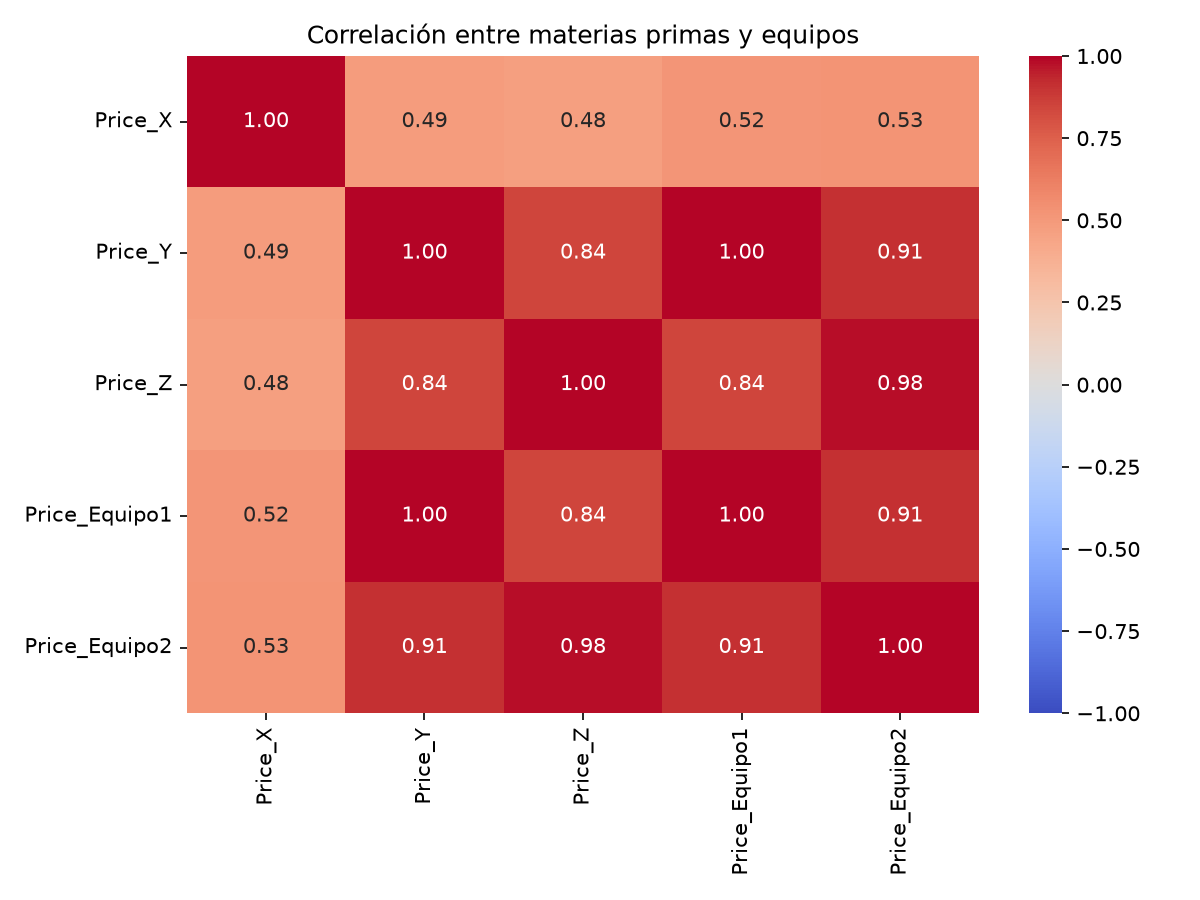 Correlación entre materias primas y equipos
Price_X 1.00 0.49 0.48 0.52 0.53
Price_Y 0.49 1.00 0.84 1.00 0.91
Price_Z 0.48 0.84 1.00 0.84 0.98
Price_Equipo1 0.52 1.00 0.84 1.00 0.91
Price_Equipo2 0.53 0.91 0.98 0.91 1.00
Price_X Price_Y Price_Z Price_Equipo1 Price_Equipo2
1.00
0.75
0.50
0.25
0.00
−0.25
−0.50
−0.75
−1.00